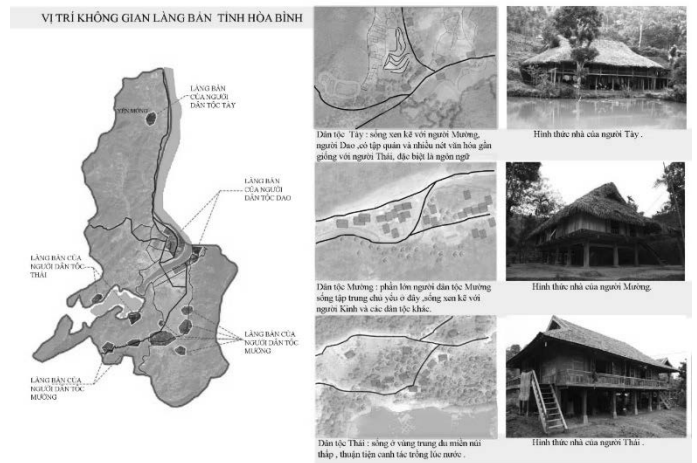 VỊ TRÍ KHÔNG GIAN LÀNG BẢN TỈNH HÒA BÌNH
YÊN MÔNG
LÀNG BẢN
CỦA NGƯỜI
DÂN TỘC TÀY
LÀNG BẢN
CỦA NGƯỜI
DÂN TỘC DAO
LÀNG BẢN CỦA
NGƯỜI DÂN TỘC
THÁI
LÀNG BẢN CỦA
NGƯỜI DÂN TỘC
MƯỜNG
LÀNG BẢN CỦA
NGƯỜI DÂN TỘC
MƯỜNG
Dân tộc Tày : sống xen kẽ với người Mường,
người Dao ,có tập quán và nhiều nét văn hóa gần
giống với người Thái, đặc biệt là ngôn ngữ
Hình thức nhà của người Tày .
Dân tộc Mường : phần lớn người dân tộc Mường
sống tập trung chủ yếu ở đây ,sống xen kẽ với
người Kinh và các dân tộc khác.
Hình thức nhà của người Mường.
Dân tộc Thái : sống ở vùng trung du miền núi
thấp , thuận tiện canh tác trồng lúc nước .
Hình thức nhà của người Thái .